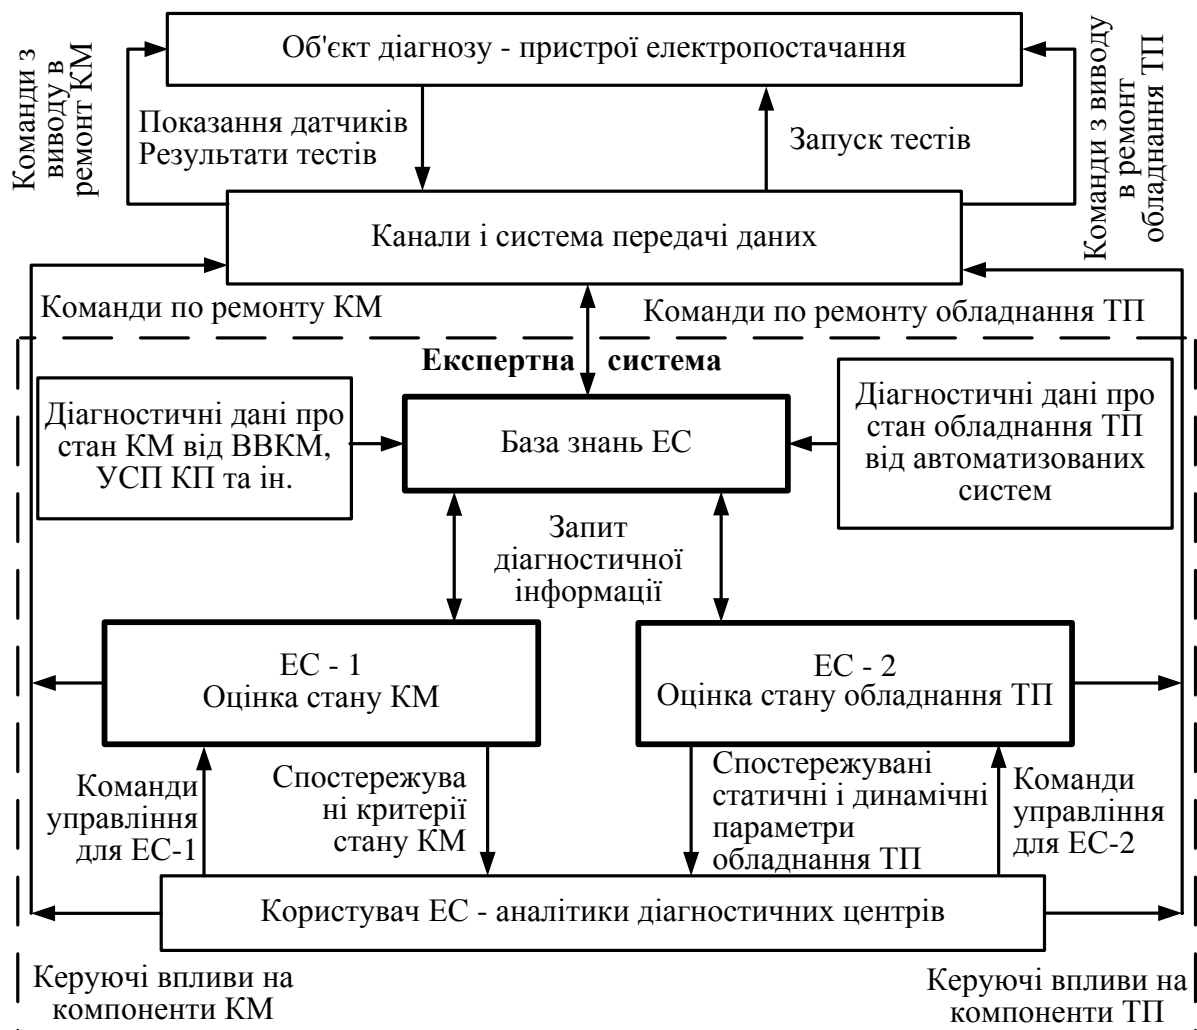 Об'єкт діагнозу - пристрої електропостачання
Команди з
виводу в
ремонт КМ
Показання датчиків
Результати тестів
Запуск тестів
Команди з виводу
в ремонт
обладнання ТП
Канали і система передачі даних
Команди по ремонту КМ
Команди по ремонту обладнання ТП
Експертна система
Діагностичні дані про
стан КМ від ВВКМ,
УСП КП та ін.
База знань ЕС
Діагностичні дані про
стан обладнання ТП
від автоматизованих
систем
Запит
діагностичної
інформації
ЕС - 1
Оцінка стану КМ
ЕС - 2
Оцінка стану обладнання ТП
Команди
управління
для ЕС-1
Спостережува
ні критерії
стану КМ
Спостережувані
статичні і динамічні
параметри
обладнання ТП
Команди
управління
для ЕС-2
Користувач ЕС - аналітики діагностичних центрів
Керуючі впливи на
компоненти КМ
Керуючі впливи на
компоненти ТП